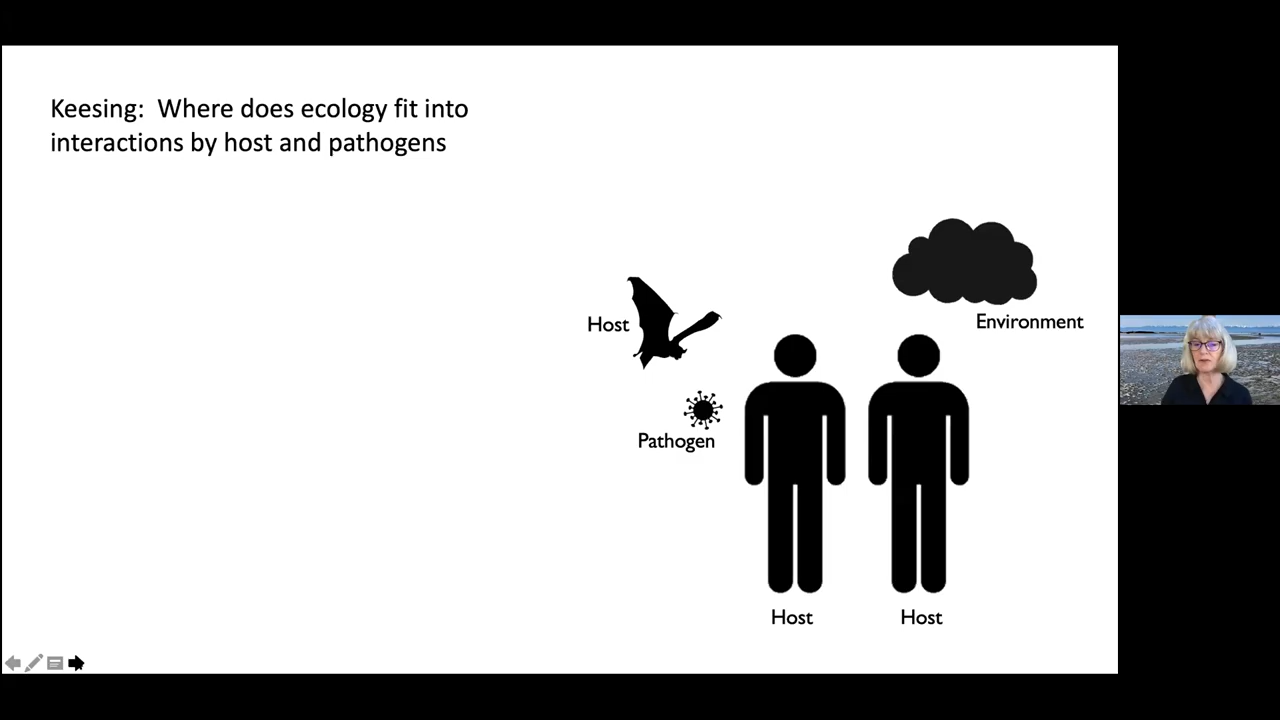 Keesing:  Where does ecology fit into
interactions by host and pathogens
Host
Environment
Pathogen
Host
Host